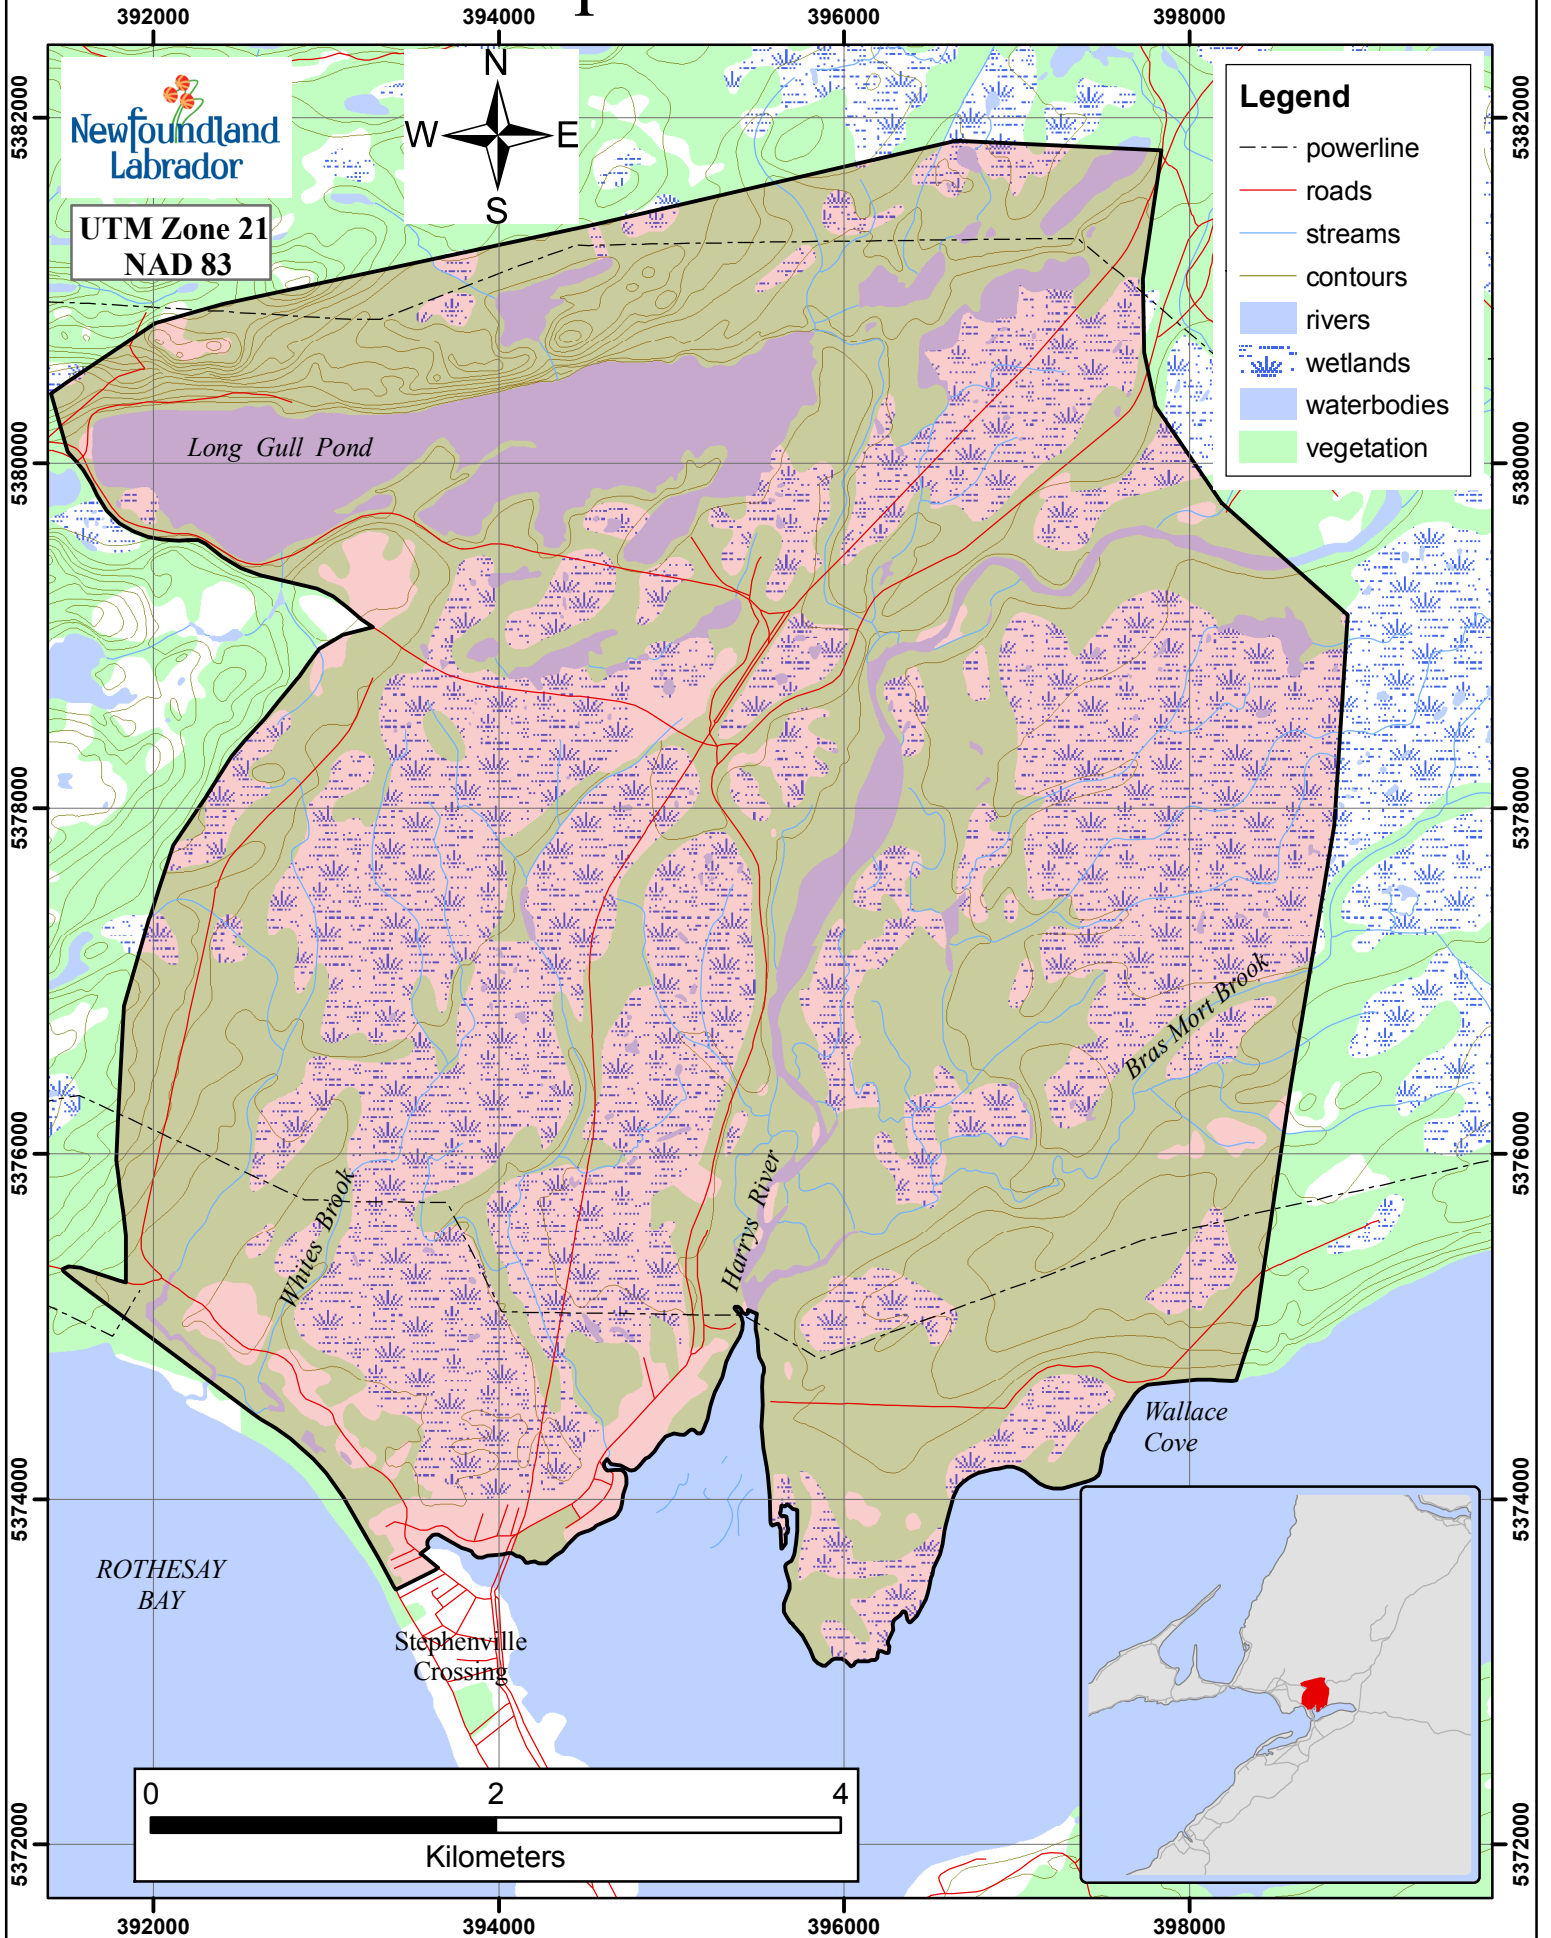 392000 394000 396000 398000
5382000 5382000
Newfoundland
Labrador
N
W E
S
UTM Zone 21
NAD 83
Legend
powerline
roads
streams
contours
rivers
wetlands
waterbodies
vegetation
5380000 5380000
Long Gull Pond
5378000 5378000
Bras Mort Brook
5376000 5376000
Whites Brook
Harrys River
Wallace
Cove
5374000 5374000
ROTHESAY
BAY
Stephenville
Crossing
0 2 4
Kilometers
5372000 5372000
392000 394000 396000 398000